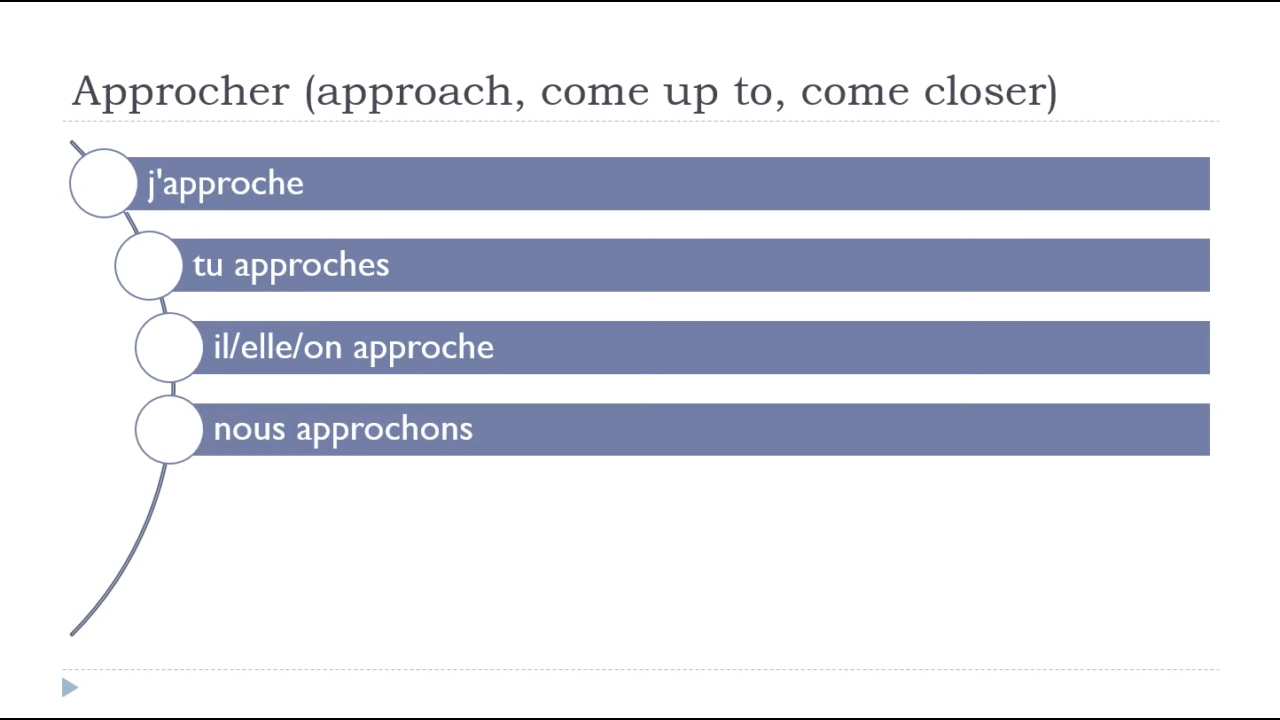 Approcher (approach, come up to, come closer)
j'approche
tu approches
il/elle/on approche
nous approchons